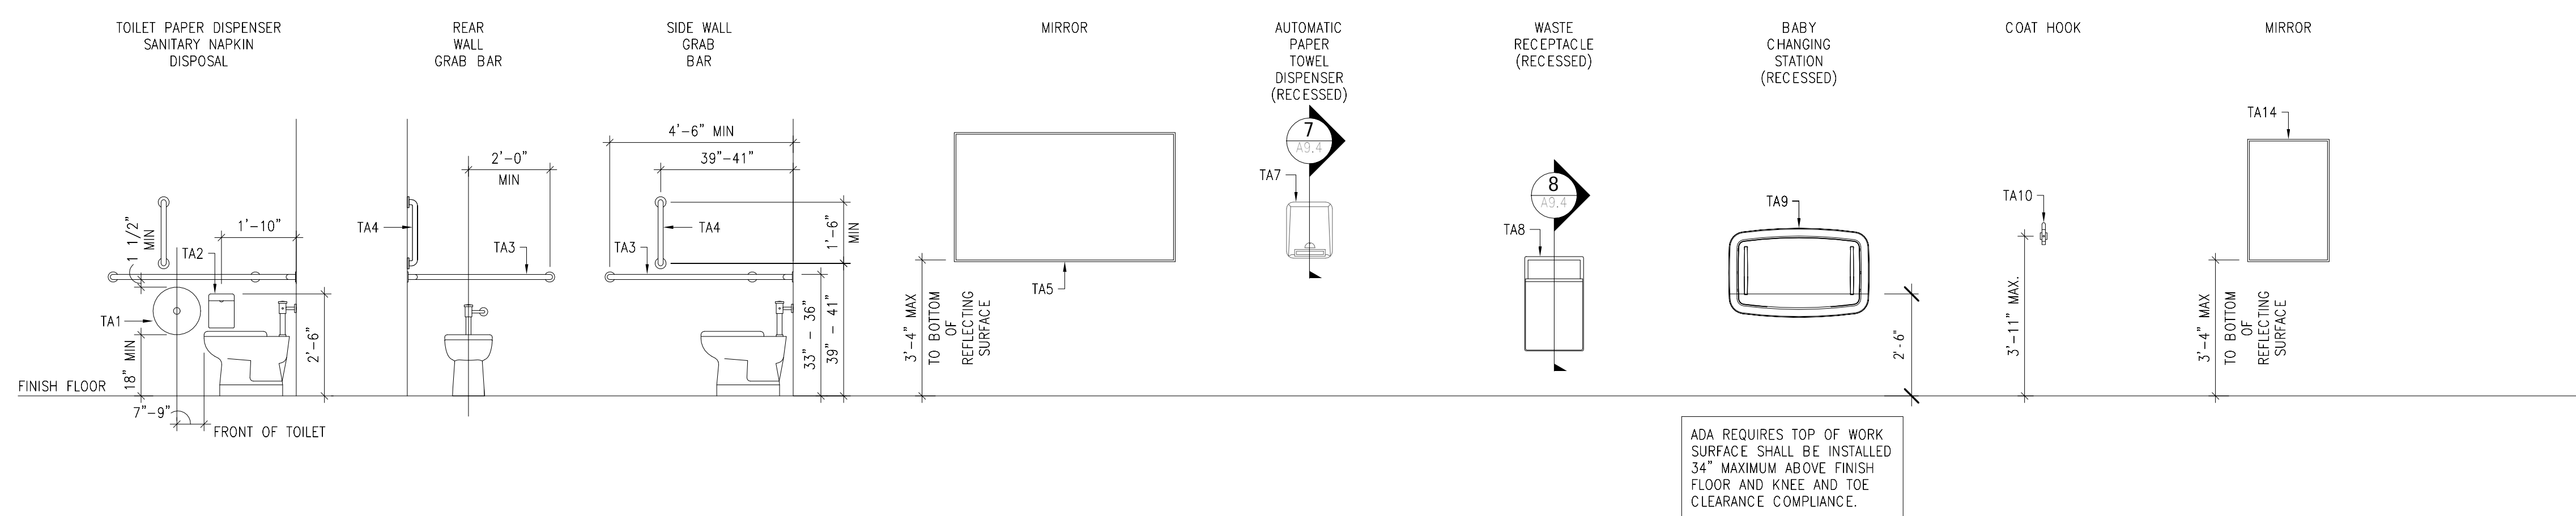 TOILET PAPER DISPENSER
SANITARY NAPKIN
DISPOSAL
REAR
WALL
GRAB BAR
SIDE WALL
GRAB
BAR
MIRROR
AUTOMATIC
PAPER
TOWEL
DISPENSER
(RECESSED)
WASTE
RECEPTACLE
(RECESSED)
BABY
CHANGING
STATION
(RECESSED)
COAT HOOK
MIRROR
1 1/2"
MIN
1'-10"
TA2
TA1
18" MIN
2'-6"
7"-9"
FRONT OF TOILET
FINISH FLOOR
2'-0"
MIN
TA4
TA3
4'-6" MIN
39"-41"
TA4
TA3
1'-6"
MIN
33" - 36"
39" - 41"
TA5
3'-4" MAX
TO BOTTOM
OF
REFLECTING
SURFACE
7
A9.4
TA7
8
A9.4
TA8
TA9
2'-6"
ADA REQUIRES TOP OF WORK
SURFACE SHALL BE INSTALLED
34" MAXIMUM ABOVE FINISH
FLOOR AND KNEE AND TOE
CLEARANCE COMPLIANCE.
TA10
3'-11" MAX.
TA14
3'-4" MAX
TO BOTTOM
OF
REFLECTING
SURFACE